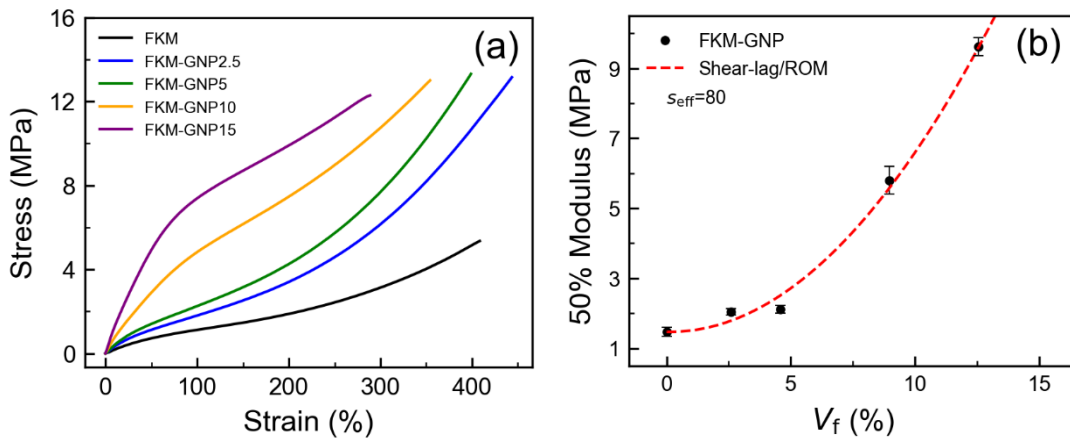 (a)
FKM
FKM-GNP2.5
FKM-GNP5
FKM-GNP10
FKM-GNP15
16
12
8
4
0
Stress (MPa)
0 100 200 300 400
Strain (%)
(b)
FKM-GNP
Shear-lag/ROM
seff=80
9
7
5
3
1
50% Modulus (MPa)
0 5 10 15
Vf (%)